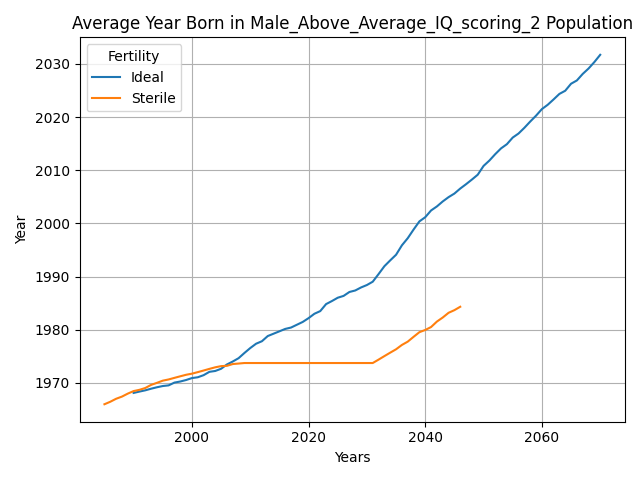 Average Year Born in Male_Above_Average_IQ_scoring_2 Population
Fertility
Ideal
Sterile
2030
2020
2010
2000
1990
1980
1970
Year
2000
2020
2040
2060
Years